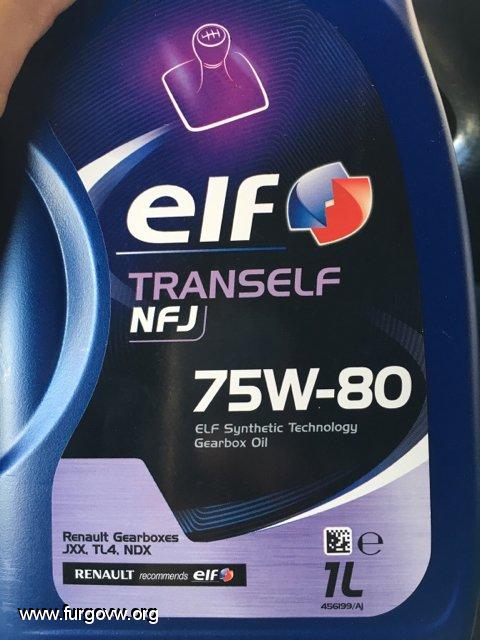 elf
TRANSELF
NFJ
75W-80
ELF Synthetic Technology
Gearbox Oil
Renault Gearboxes
JXX, TL4, NDX
RENAULT recommends elf
e
1L
456199/AJ
www.furgovw.org